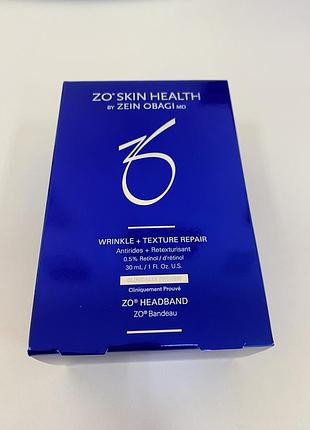 ZO® SKIN HEALTH
BY ZEIN OBAGI MD
WRINKLE + TEXTURE REPAIR
Antirides + Retexturisant
0.5% Retinol / d'rétinol
30 mL / 1 Fl. Oz. U.S.
Cliniquement Prouvé
ZO® HEADBAND
ZO® Bandeau